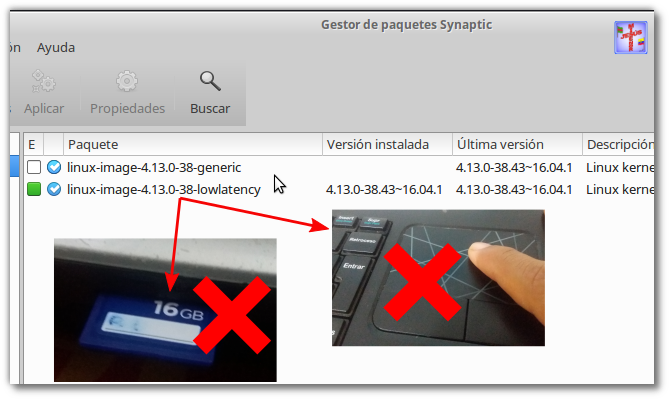 Gestor de paquetes Synaptic
JESÚS
ón Ayuda
Aplicar Propiedades Buscar
E Paquete Versión instalada Última versión Descripción
linux-image-4.13.0-38-generic 4.13.0-38.43~16.04.1 Linux kerne
linux-image-4.13.0-38-lowlatency 4.13.0-38.43~16.04.1 4.13.0-38.43~16.04.1 Linux kerne
Insert Supr
Retroceso
Entrar
16GB